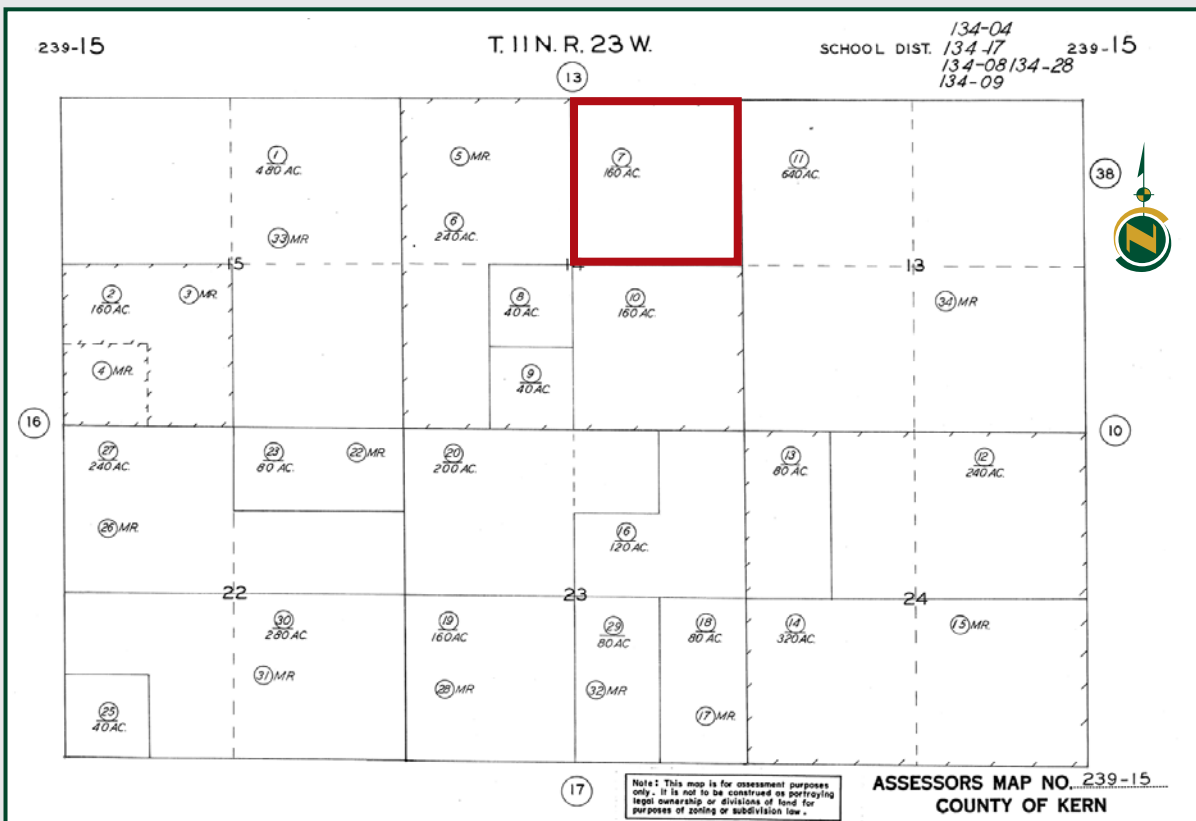 239-15
T. 11 N. R. 23 W.
SCHOOL DIST.
134-04
134-17
134-08 134-28
134-09
239-15
13
1
480 AC.
5 MR.
7
160 AC.
11
640 AC.
38
N
33 MR
6
240 AC.
15
14
13
2
160 AC.
3 MR.
8
40 AC.
10
160 AC.
34 MR
4 MR.
9
40 AC
16
10
27
240 AC.
23
80 AC.
22 MR.
20
200 AC.
13
80 AC.
12
240 AC.
26 MR.
16
120 AC.
22
23
24
30
280 AC.
19
160 AC
29
80 AC
18
80 AC.
14
320 AC.
15 MR.
31 MR
28 MR
32 MR
17 MR.
25
40 AC.
17
Note: This map is for assessment purposes
only. It is not to be construed as portraying
legal ownership or divisions of land for
purposes of zoning or subdivision law.
ASSESSORS MAP NO. 239-15
COUNTY OF KERN